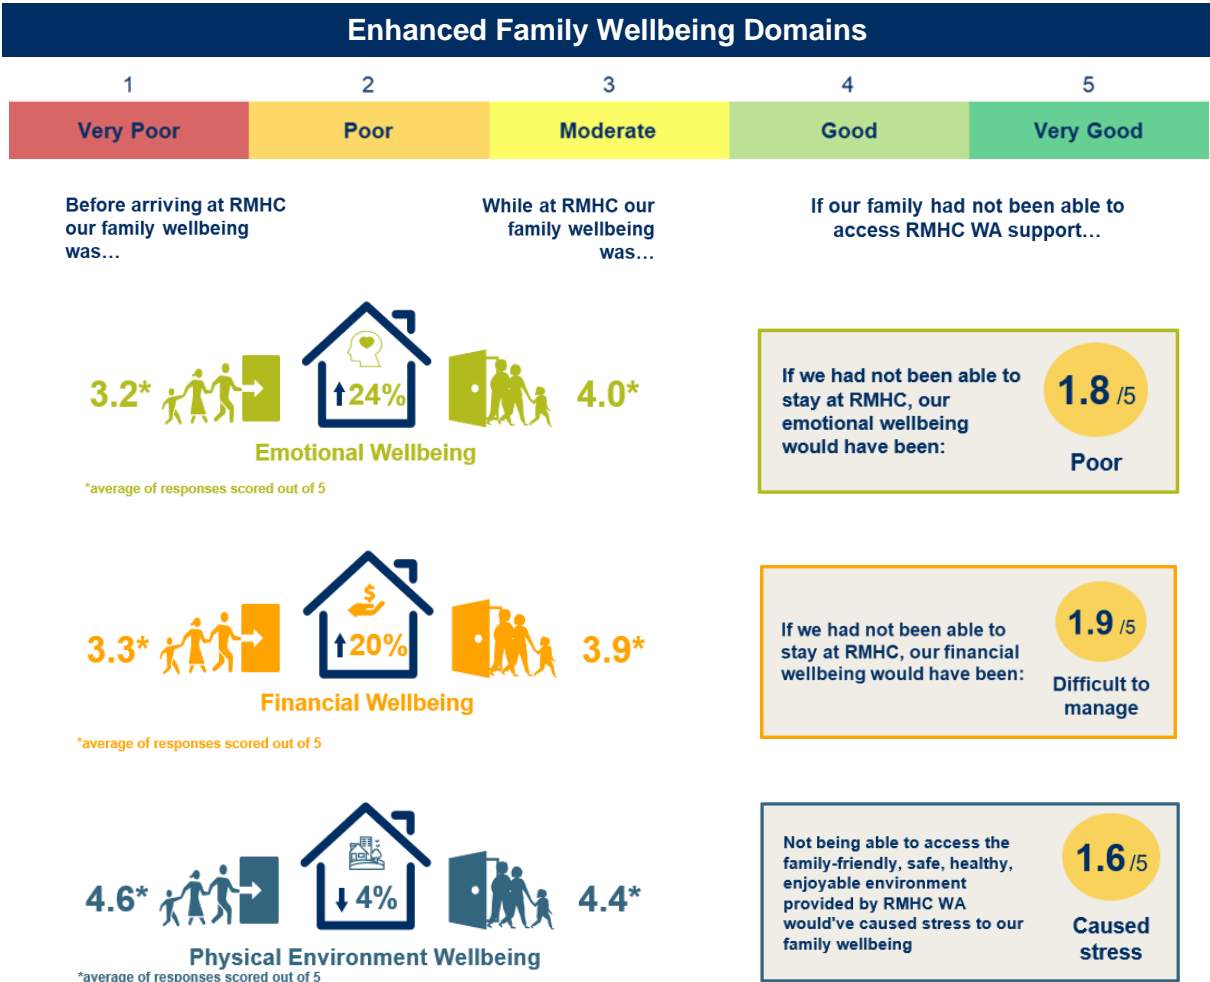 Enhanced Family Wellbeing Domains
1 2 3 4 5
Very Poor Poor Moderate Good Very Good
Before arriving at RMHC
our family wellbeing
was…
While at RMHC our
family wellbeing
was…
If our family had not been able to
access RMHC WA support…
3.2*
24%
4.0*
Emotional Wellbeing
*average of responses scored out of 5
If we had not been able to
stay at RMHC, our
emotional wellbeing
would have been:
1.8 /5
Poor
3.3*
$
20%
3.9*
Financial Wellbeing
*average of responses scored out of 5
If we had not been able to
stay at RMHC, our financial
wellbeing would have been:
1.9 /5
Difficult to
manage
4.6*
4%
4.4*
Physical Environment Wellbeing
*average of responses scored out of 5
Not being able to access the
family-friendly, safe, healthy,
enjoyable environment
provided by RMHC WA
would've caused stress to our
family wellbeing
1.6 /5
Caused
stress